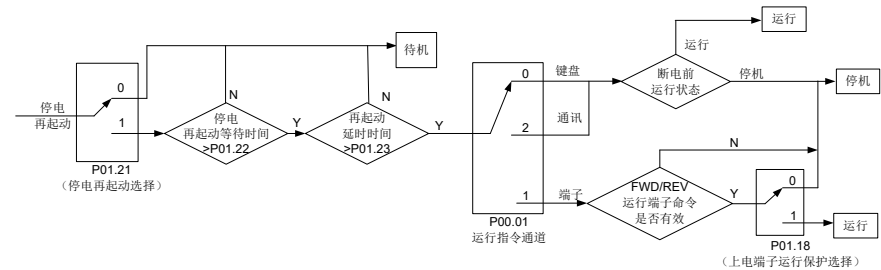 停电
再起动
0
1
P01.21
(停电再起动选择)
N
停电
再起动等待时间
>P01.22
Y
N
再起动
延时时间
>P01.23
Y
待机
0
2
1
P00.01
运行指令通道
键盘
通讯
端子
运行
运行
断电前
运行状态
停机
停机
N
FWD/REV
运行端子命令
是否有效
Y
0
1
P01.18
(上电端子运行保护选择)
运行